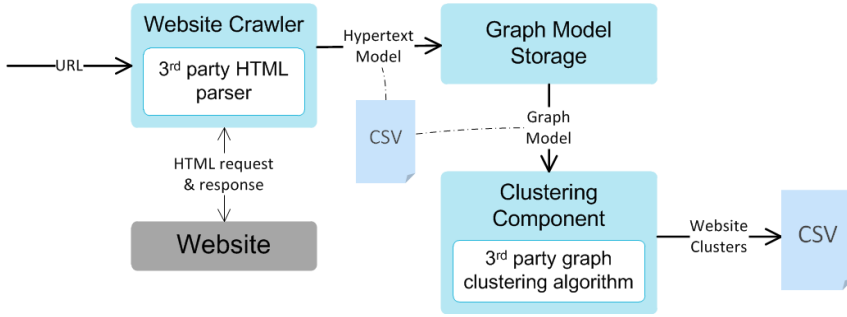 Website Crawler
3rd party HTML
parser
URL
Hypertext
Model
Graph Model
Storage
CSV
Graph
Model
HTML request
& response
Website
Clustering
Component
3rd party graph
clustering algorithm
Website
Clusters
CSV